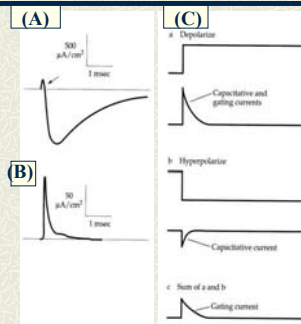 (A)
500
μA/cm²
1 msec
(B)
50
μA/cm²
1 msec
(C)
a Depolarize
Capacitative and
gating currents
b Hyperpolarize
Capacitative current
c Sum of a and b
Gating current